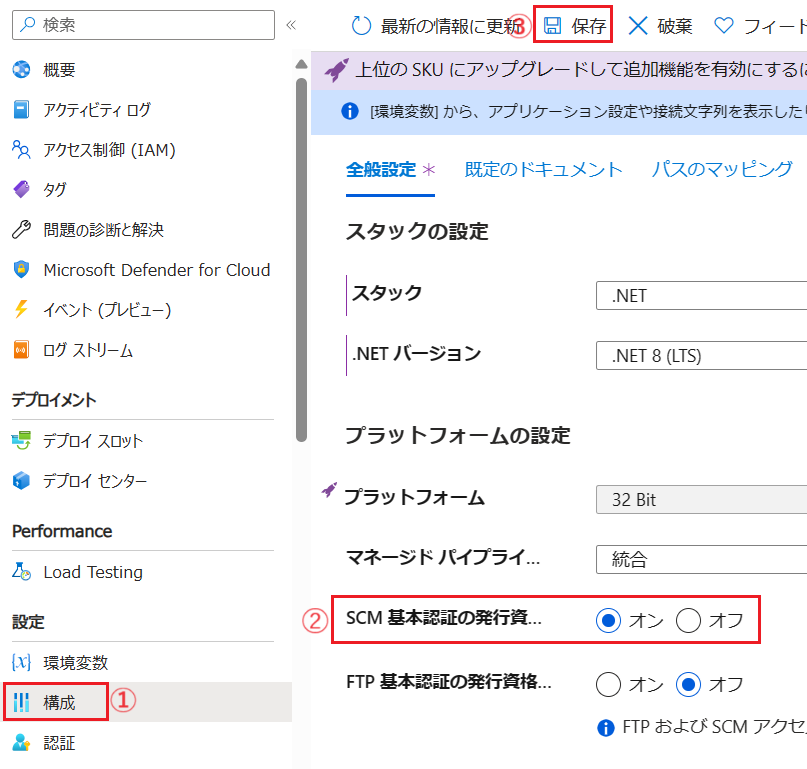 検索
«
概要
アクティビティ ログ
アクセス制御 (IAM)
タグ
問題の診断と解決
Microsoft Defender for Cloud
イベント (プレビュー)
ログ ストリーム
デプロイメント
デプロイ スロット
デプロイ センター
Performance
Load Testing
設定
環境変数
構成 ①
認証
最新の情報に更新 ③ 保存 破棄 フィード
上位の SKU にアップグレードして追加機能を有効にするに
[環境変数] から、アプリケーション設定や接続文字列を表示した
全般設定 * 既定のドキュメント パスのマッピング
スタックの設定
スタック .NET
.NET バージョン .NET 8 (LTS)
プラットフォームの設定
プラットフォーム 32 Bit
マネージド パイプライ... 統合
② SCM 基本認証の発行資... オン オフ
FTP 基本認証の発行資格... オン オフ
FTP および SCM アクセ